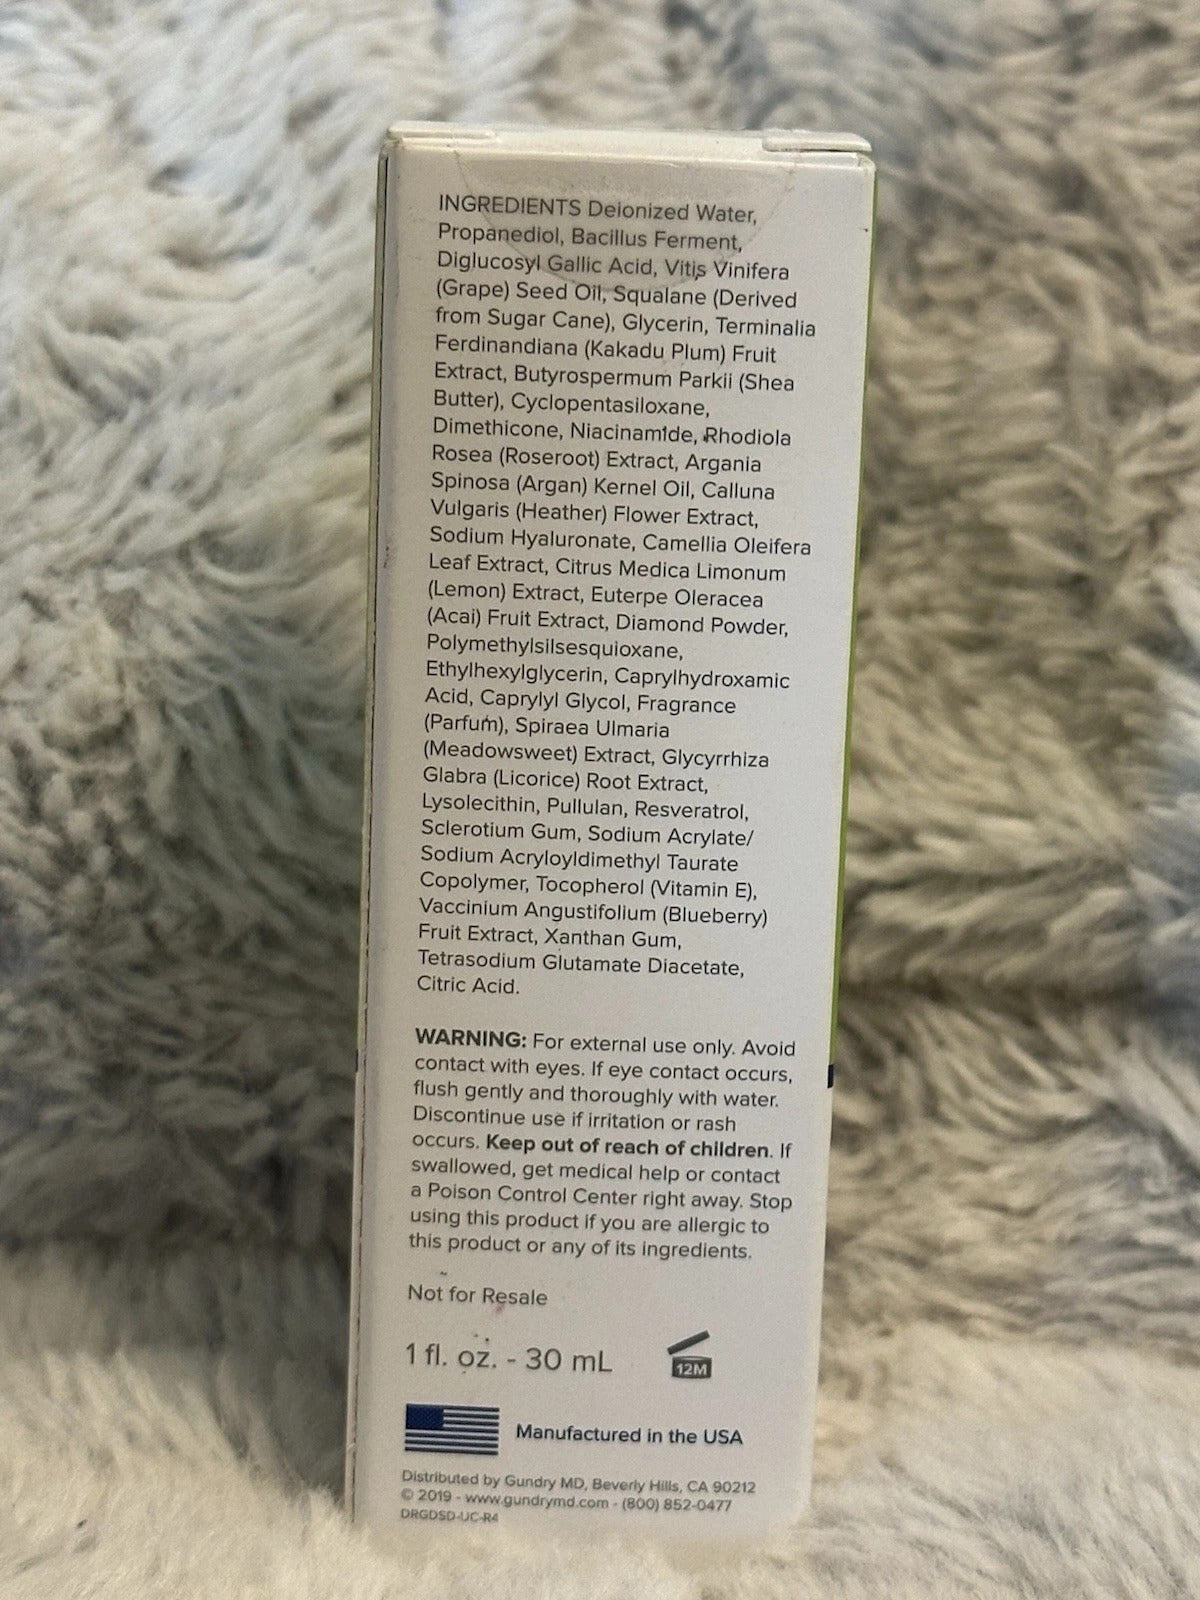 INGREDIENTS Deionized Water,
Propanediol, Bacillus Ferment,
Diglucosyl Gallic Acid, Vitis Vinifera
(Grape) Seed Oil, Squalane (Derived
from Sugar Cane), Glycerin, Terminalia
Ferdinandiana (Kakadu Plum) Fruit
Extract, Butyrospermum Parkii (Shea
Butter), Cyclopentasiloxane,
Dimethicone, Niacinamide, Rhodiola
Rosea (Roseroot) Extract, Argania
Spinosa (Argan) Kernel Oil, Calluna
Vulgaris (Heather) Flower Extract,
Sodium Hyaluronate, Camellia Oleifera
Leaf Extract, Citrus Medica Limonum
(Lemon) Extract, Euterpe Oleracea
(Acai) Fruit Extract, Diamond Powder,
Polymethylsilsesquioxane,
Ethylhexylglycerin, Caprylhydroxamic
Acid, Caprylyl Glycol, Fragrance
(Parfum), Spiraea Ulmaria
(Meadowsweet) Extract, Glycyrrhiza
Glabra (Licorice) Root Extract,
Lysolecithin, Pullulan, Resveratrol,
Sclerotium Gum, Sodium Acrylate/
Sodium Acryloyldimethyl Taurate
Copolymer, Tocopherol (Vitamin E),
Vaccinium Angustifolium (Blueberry)
Fruit Extract, Xanthan Gum,
Tetrasodium Glutamate Diacetate,
Citric Acid.
WARNING: For external use only. Avoid
contact with eyes. If eye contact occurs,
flush gently and thoroughly with water.
Discontinue use if irritation or rash
occurs. Keep out of reach of children. If
swallowed, get medical help or contact
a Poison Control Center right away. Stop
using this product if you are allergic to
this product or any of its ingredients.
Not for Resale
1 fl. oz. - 30 mL
12M
Manufactured in the USA
Distributed by Gundry MD, Beverly Hills, CA 90212
© 2019 - www.gundrymd.com - (800) 852-0477
DRGDSD-UC-R4